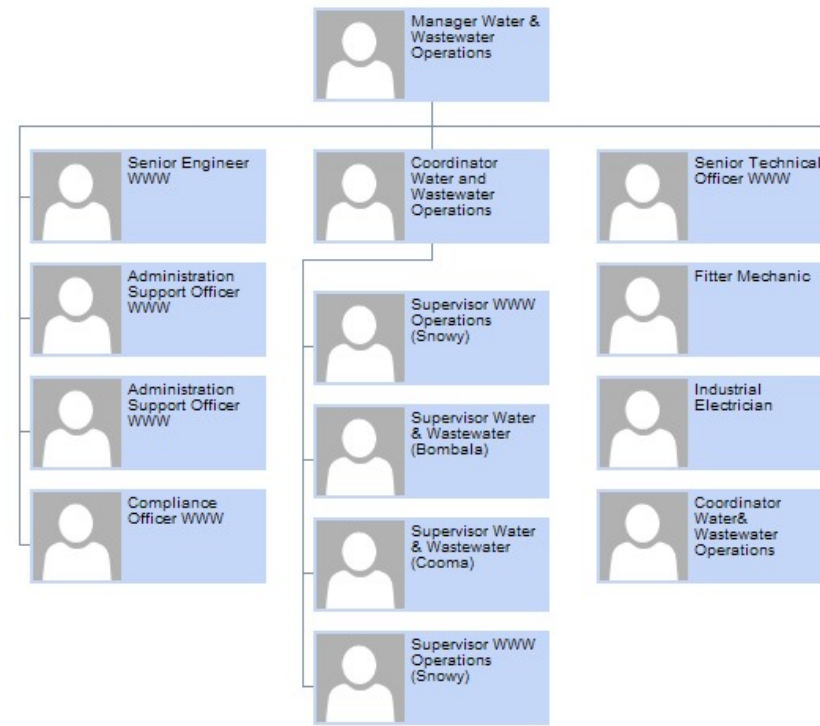 Manager Water &
Wastewater
Operations
Senior Engineer
WWW
Administration
Support Officer
WWW
Administration
Support Officer
WWW
Compliance
Officer WWW
Coordinator
Water and
Wastewater
Operations
Supervisor WWW
Operations
(Snowy)
Supervisor Water
& Wastewater
(Bombala)
Supervisor Water
& Wastewater
(Cooma)
Supervisor WWW
Operations
(Snowy)
Senior Technical
Officer WWW
Fitter Mechanic
Industrial
Electrician
Coordinator
Water&
Wastewater
Operations